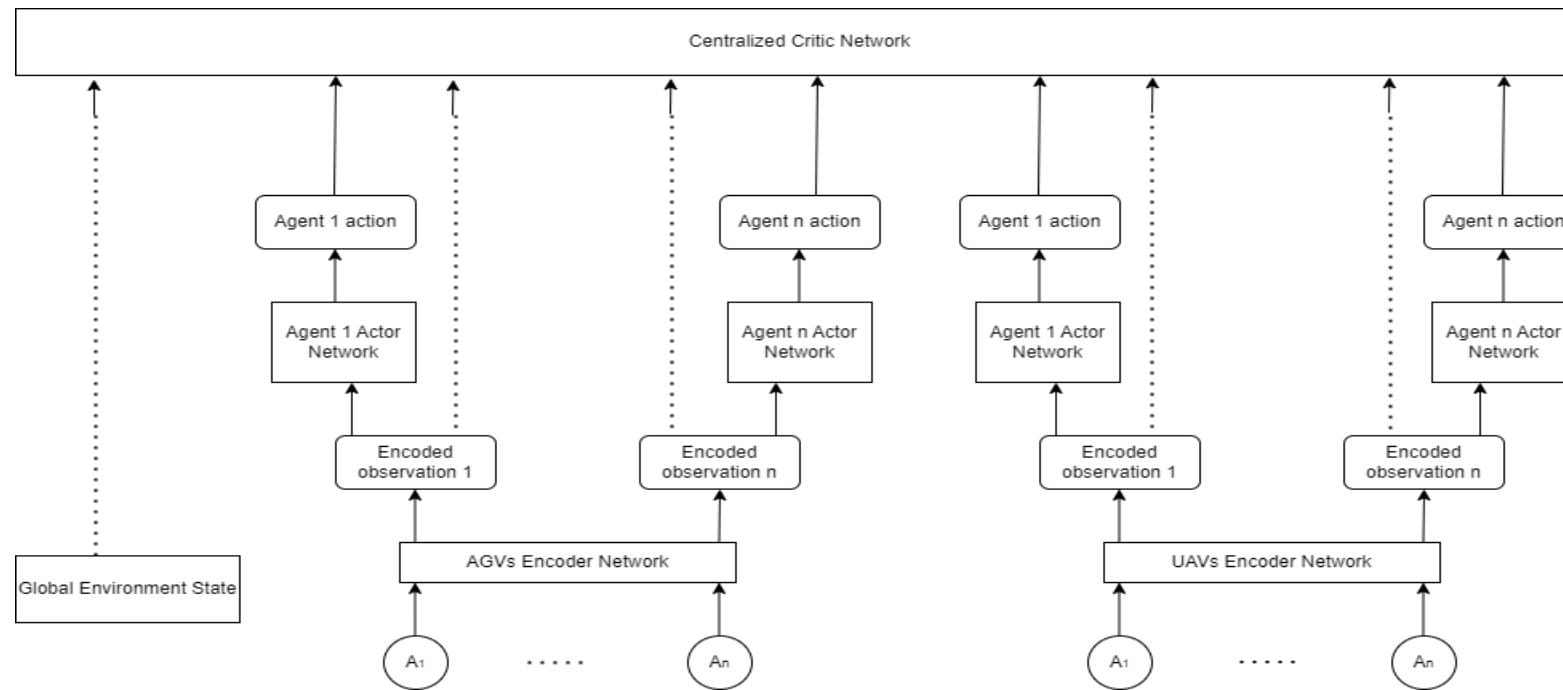 Centralized Critic Network
Agent 1 action
Agent n action
Agent 1 action
Agent n action
Agent 1 Actor
Network
Agent n Actor
Network
Agent 1 Actor
Network
Agent n Actor
Network
Encoded
observation 1
Encoded
observation n
Encoded
observation 1
Encoded
observation n
Global Environment State
AGVs Encoder Network
UAVs Encoder Network
A1
.....
An
A1
.....
An